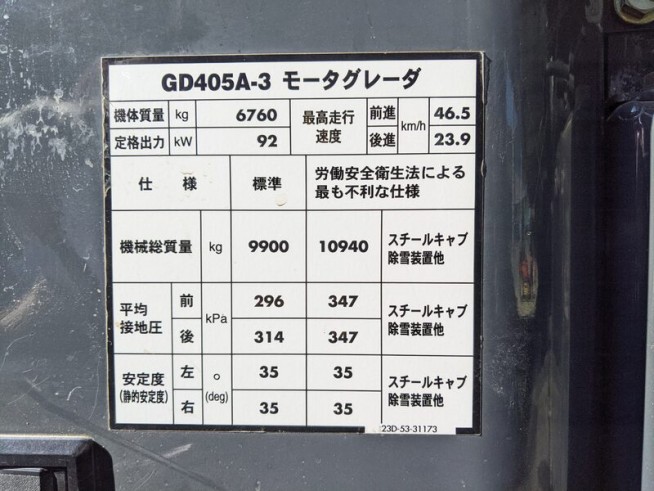 GD405A-3 モータグレーダ
機体質量 kg 6760 最高走行速度 前進 km/h 46.5
定格出力 kW 92 後進 23.9
仕様 標準 労働安全衛生法による
最も不利な仕様
機械総質量 kg 9900 10940 スチールキャブ
除雪装置他
平均接地圧 前 kPa 296 347 スチールキャブ
後 314 347 除雪装置他
安定度 左 ° 35 35 スチールキャブ
(静的安定度) 右 (deg) 35 35 除雪装置他
23D-53-31173